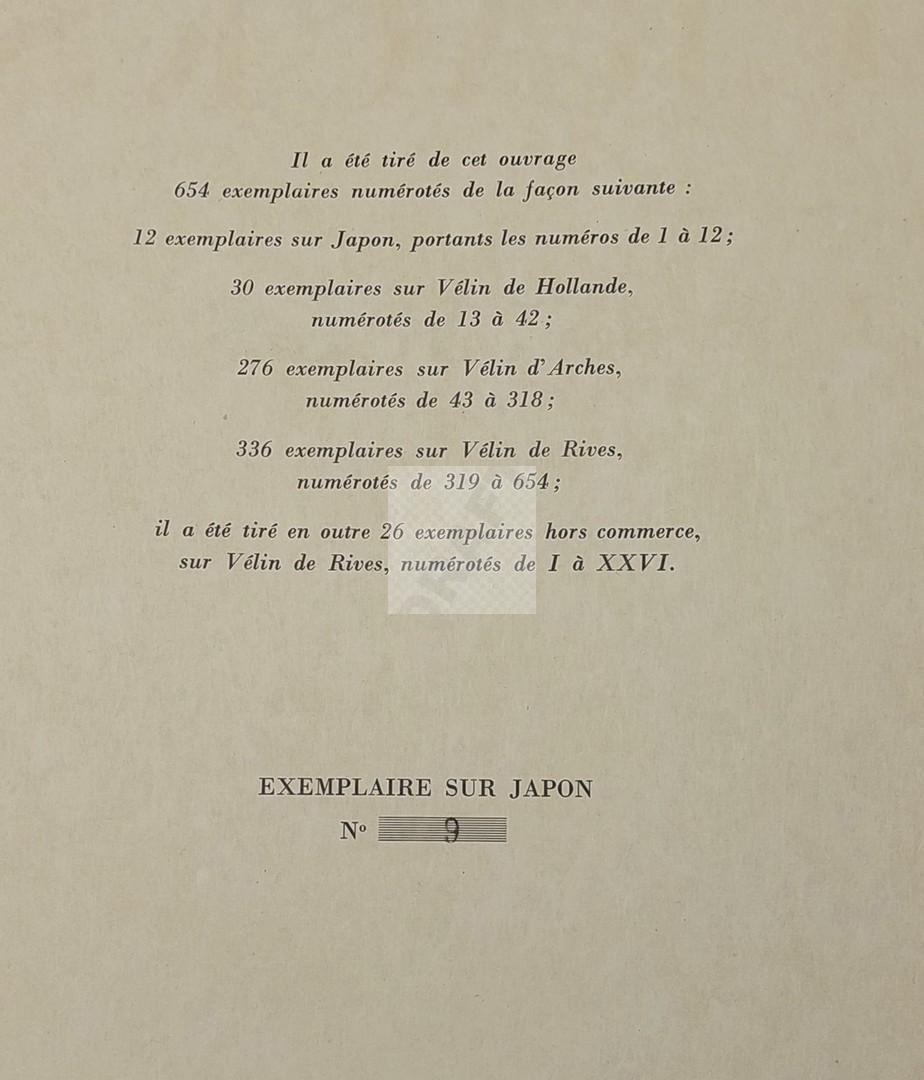 Il a été tiré de cet ouvrage
654 exemplaires numérotés de la façon suivante :
12 exemplaires sur Japon, portants les numéros de 1 à 12 ;
30 exemplaires sur Vélin de Hollande,
numérotés de 13 à 42 ;
276 exemplaires sur Vélin d'Arches,
numérotés de 43 à 318 ;
336 exemplaires sur Vélin de Rives,
numérotés de 319 à 654 ;
il a été tiré en outre 26 exemplaires hors commerce,
sur Vélin de Rives, numérotés de I à XXVI.
EXEMPLAIRE SUR JAPON
Nº 9